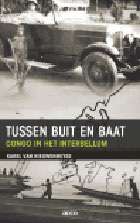 TUSSEN BUIT EN BAAT
CONGO IN HET INTERBELLUM
KAREL VAN NIEUWENHUYSE